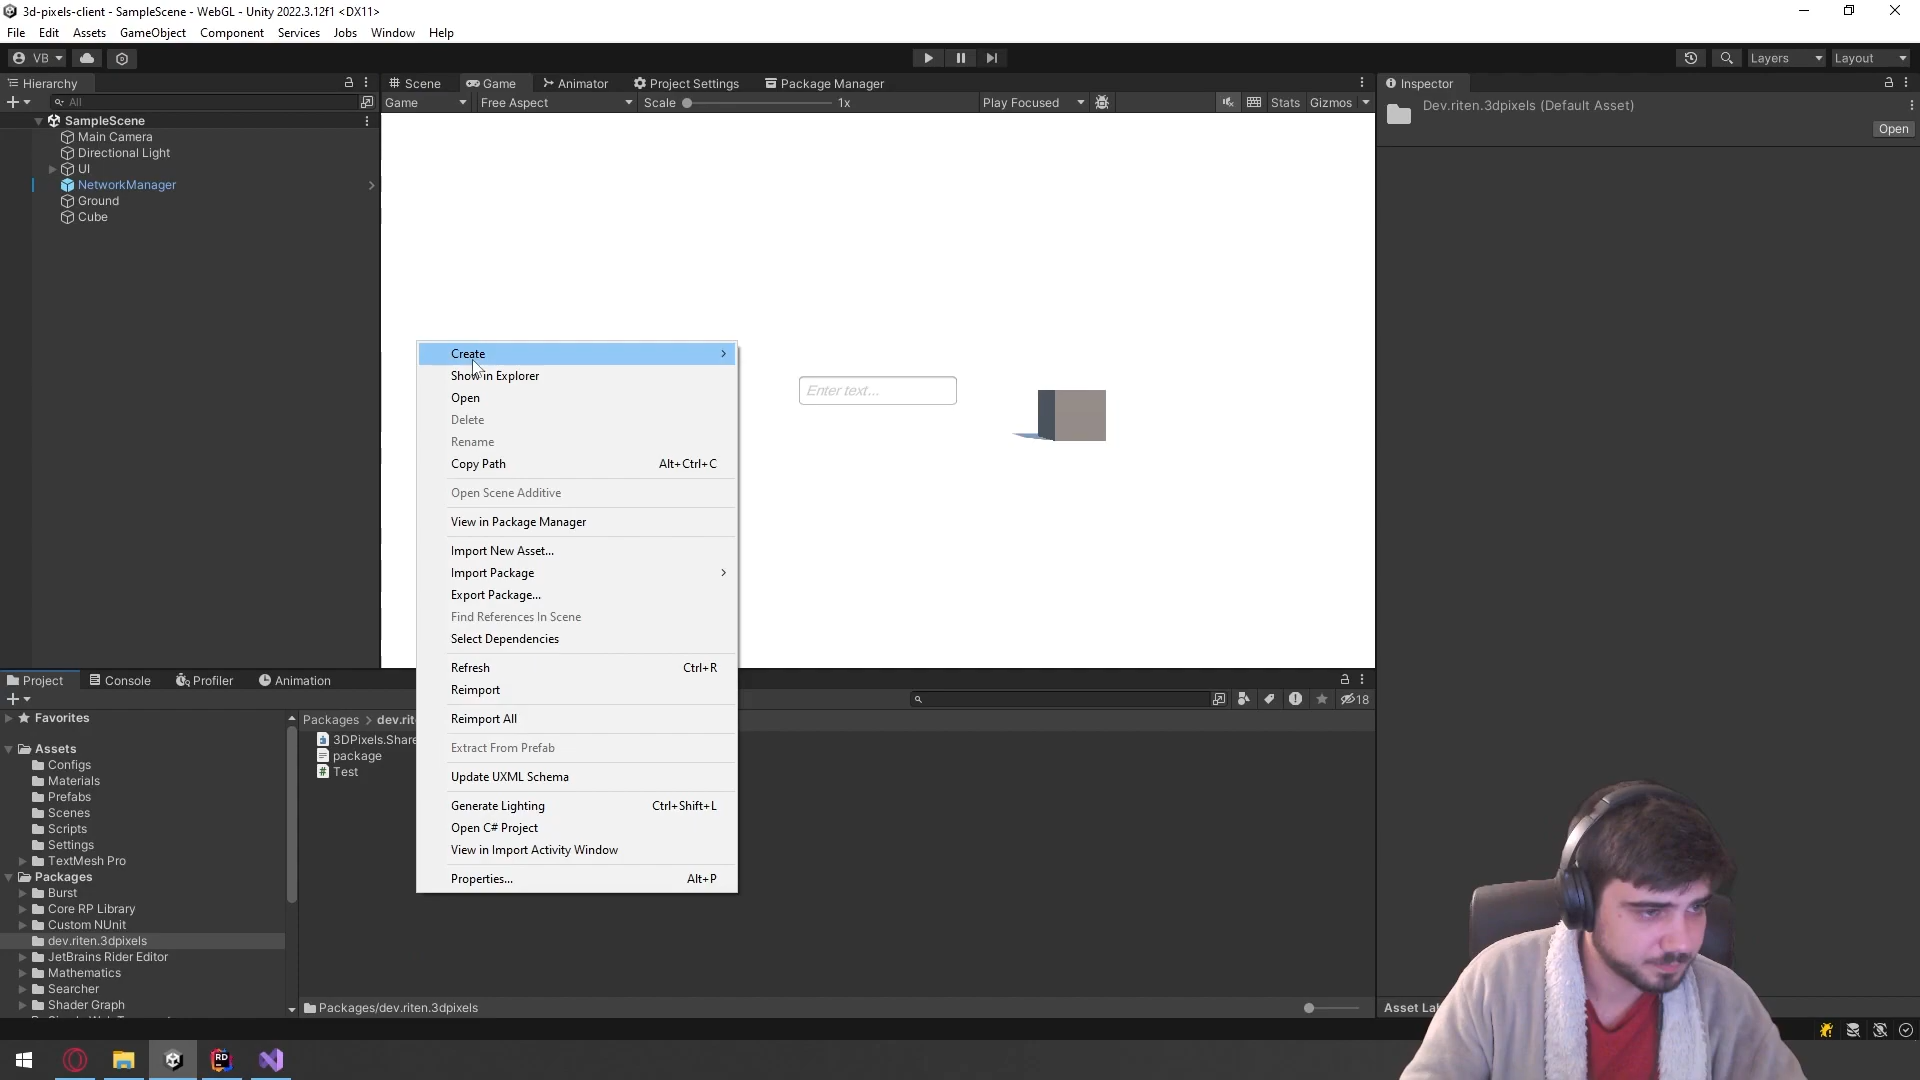 3d-pixels-client - SampleScene - WebGL - Unity 2022.3.12f1 <DX11>
File Edit Assets GameObject Component Services Jobs Window Help
VB Layers Layout
Hierarchy
All
SampleScene
Main Camera
Directional Light
UI
NetworkManager
Ground
Cube
Scene Game Animator Project Settings Package Manager
Game Free Aspect Scale 1x Play Focused Stats Gizmos
Enter text...
Inspector
Dev.riten.3dpixels (Default Asset)
Open
Create
Show in Explorer
Open
Delete
Rename
Copy Path Alt+Ctrl+C
Open Scene Additive
View in Package Manager
Import New Asset...
Import Package
Export Package...
Find References In Scene
Select Dependencies
Refresh Ctrl+R
Reimport
Reimport All
Extract From Prefab
Update UXML Schema
Generate Lighting Ctrl+Shift+L
Open C# Project
View in Import Activity Window
Properties... Alt+P
Project Console Profiler Animation
18
Favorites
Assets
Configs
Materials
Prefabs
Scenes
Scripts
Settings
TextMesh Pro
Packages
Burst
Core RP Library
Custom NUnit
dev.riten.3dpixels
JetBrains Rider Editor
Mathematics
Searcher
Shader Graph
Packages > dev.rit
3DPixels.Share
package
Test
Packages/dev.riten.3dpixels
Asset La
RD